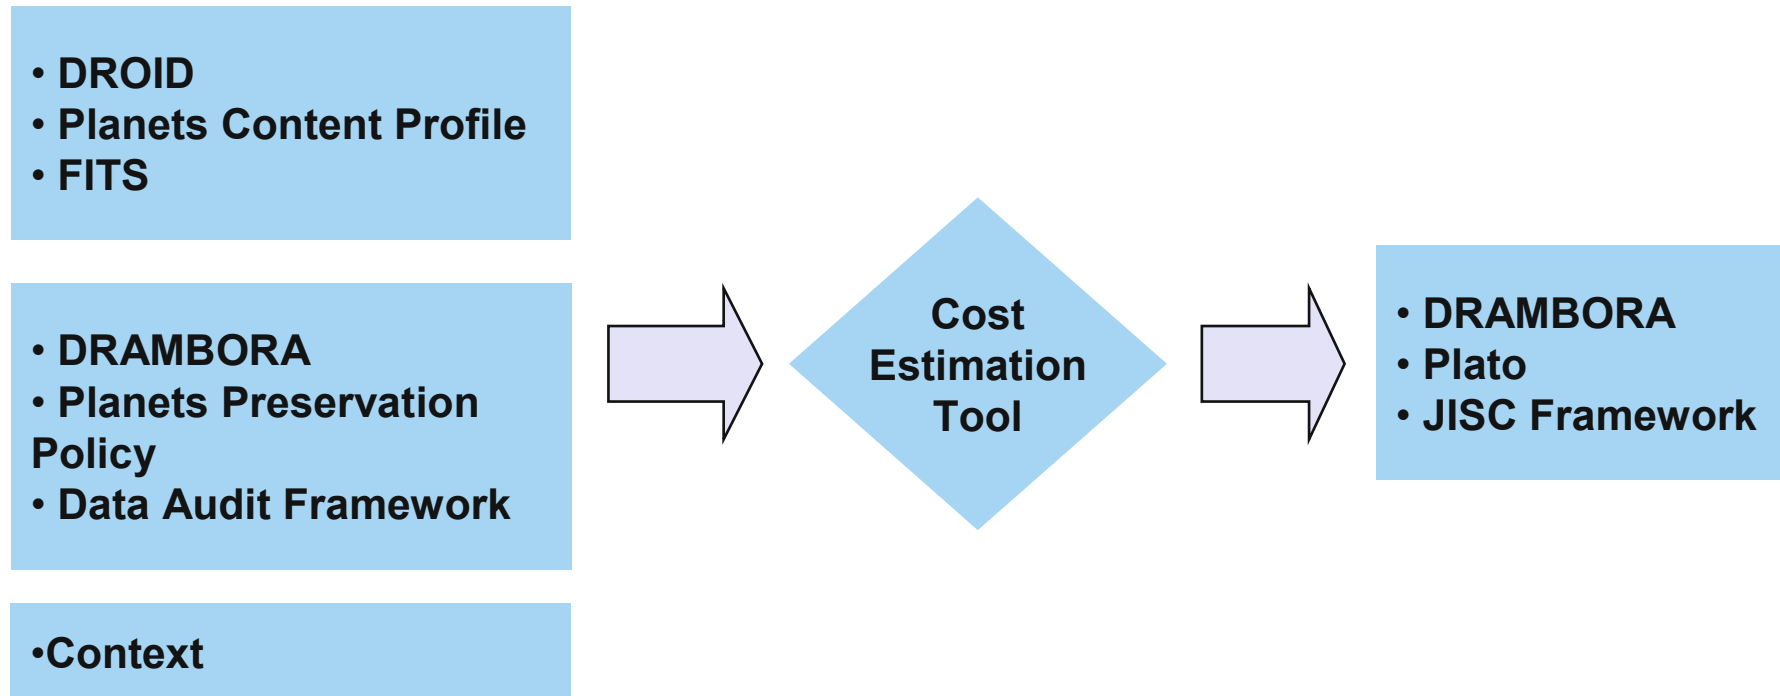 • DROID
• Planets Content Profile
• FITS
• DRAMBORA
• Planets Preservation
Policy
• Data Audit Framework
•Context
Cost
Estimation
Tool
• DRAMBORA
• Plato
• JISC Framework